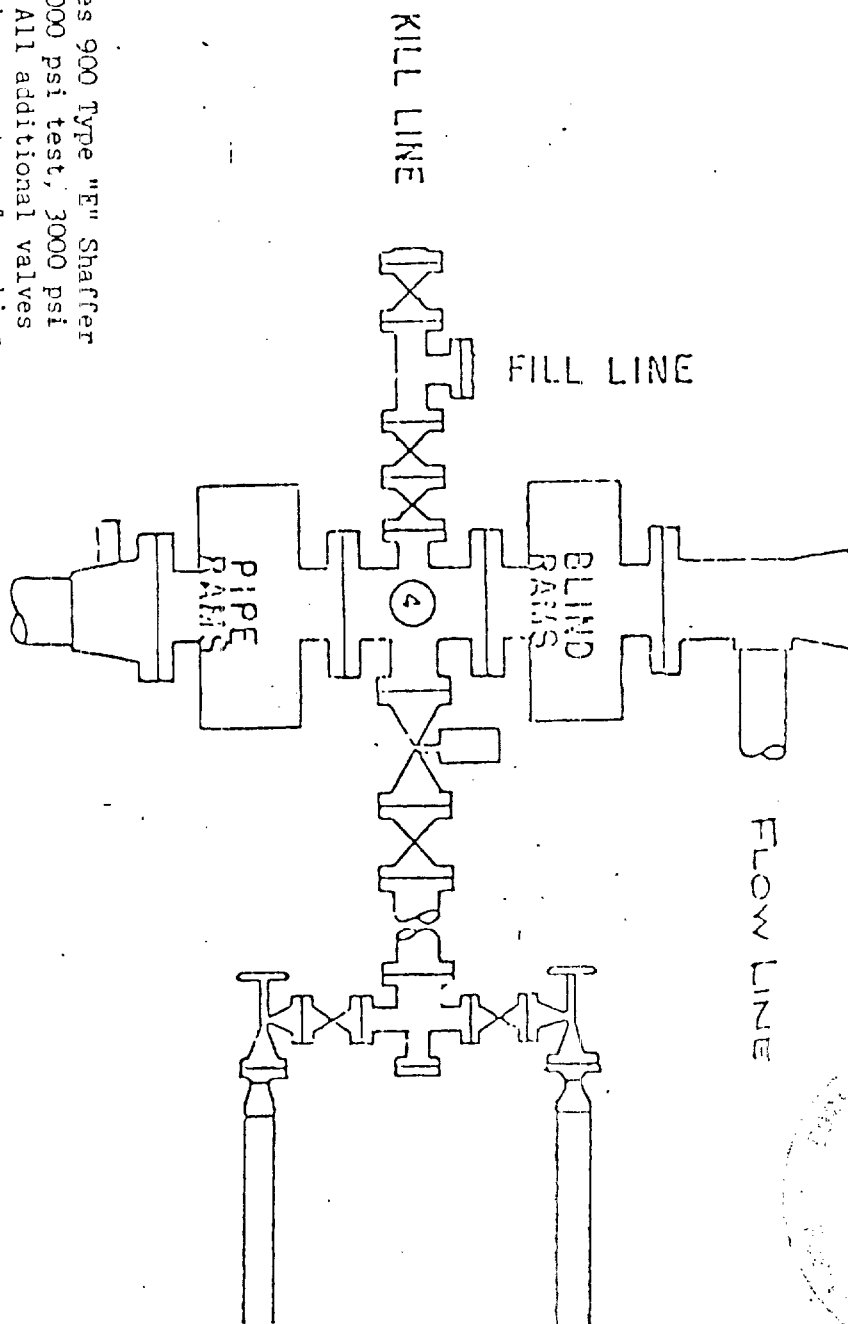 FLOW LINE
FILL LINE
KILL LINE
BLIND
RAMS
4
PIPE
RAMS
es 900 Type "E" Shaffer
000 psi test, 3000 psi
All additional valves